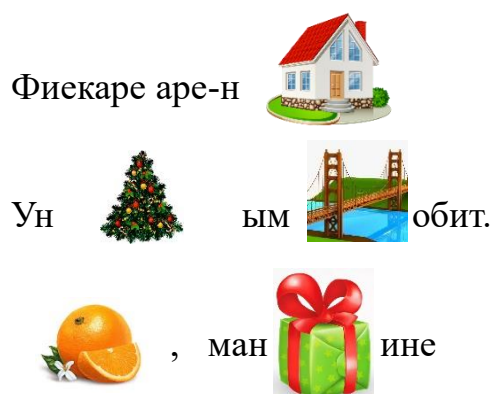 Фиекаре аре-н
Ун ым обит.
, ман ине